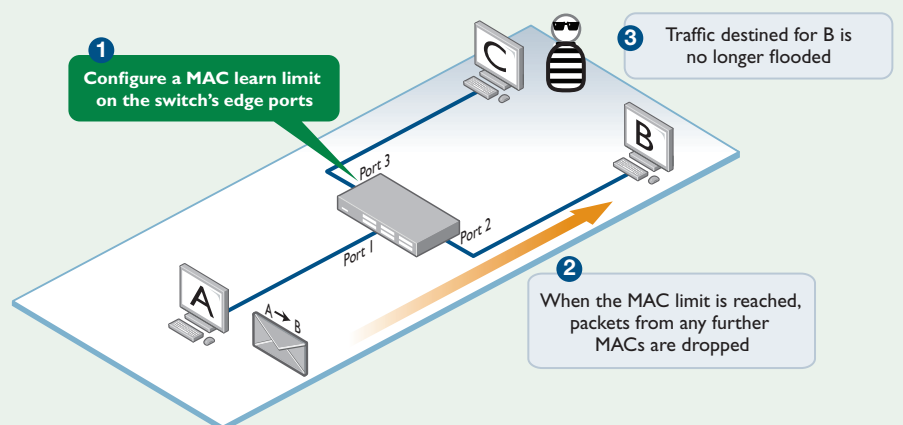 1
Configure a MAC learn limit
on the switch's edge ports
C
3
Traffic destined for B is
no longer flooded
B
Port 3
Port 2
Port 1
A
A → B
2
When the MAC limit is reached,
packets from any further
MACs are dropped